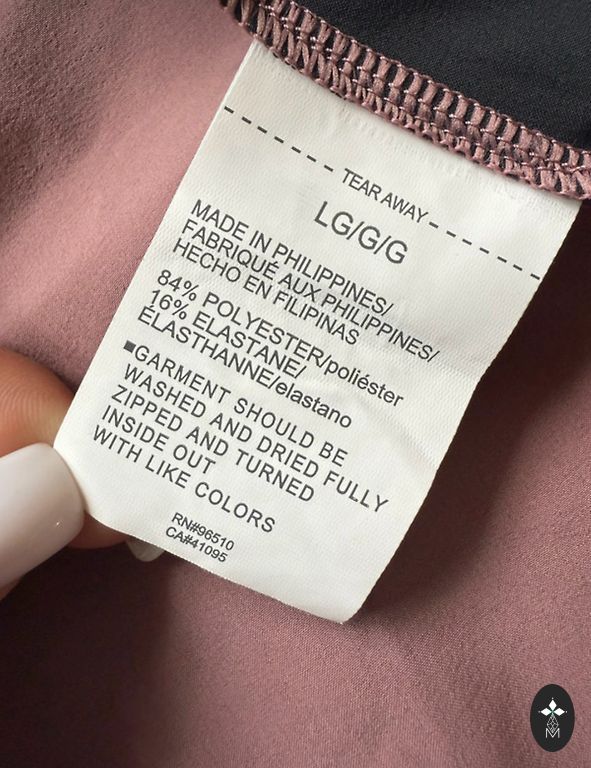 TEAR AWAY
LG/G/G
MADE IN PHILIPPINES/
FABRIQUÉ AUX PHILIPPINES/
HECHO EN FILIPINAS
84% POLYESTER/poliéster
16% ELASTANE/
ÉLASTHANNE/elastano
■GARMENT SHOULD BE
WASHED AND DRIED FULLY
ZIPPED AND TURNED
INSIDE OUT
WITH LIKE COLORS
RN#96510
CA#41095
M